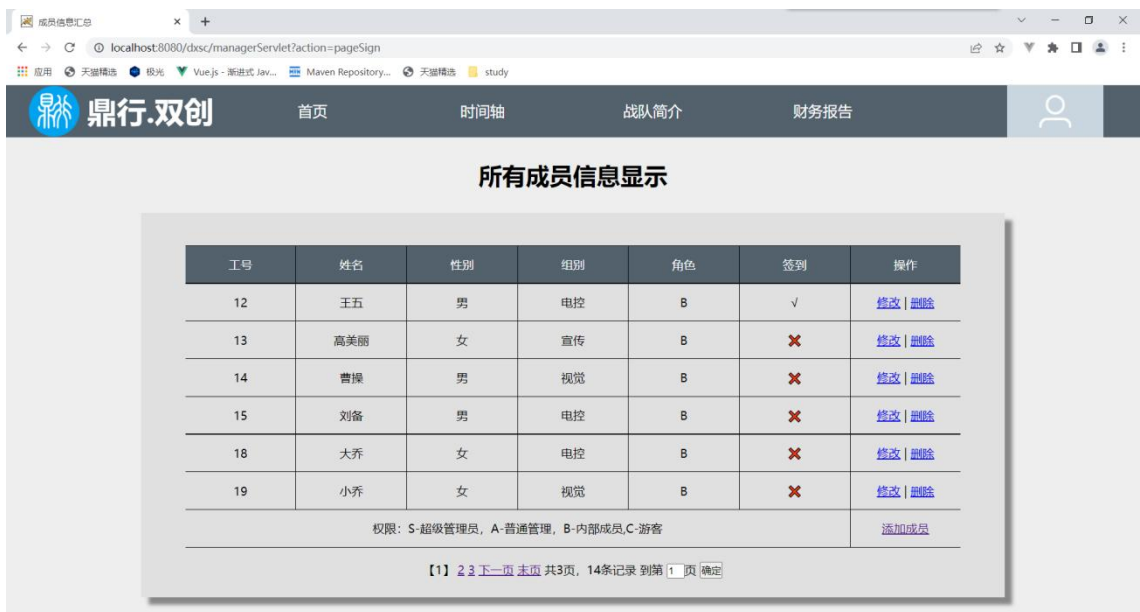 成员信息汇总
localhost:8080/dxsc/managerServlet?action=pageSign
应用 天猫精选 极光 Vue.js - 渐进式 Jav... Maven Repository... 天猫精选 study
鼎行.双创 首页 时间轴 战队简介 财务报告
所有成员信息显示
工号 姓名 性别 组别 角色 签到 操作
12 王五 男 电控 B √ 修改 | 删除
13 高美丽 女 宣传 B ❌ 修改 | 删除
14 曹操 男 视觉 B ❌ 修改 | 删除
15 刘备 男 电控 B ❌ 修改 | 删除
18 大乔 女 电控 B ❌ 修改 | 删除
19 小乔 女 视觉 B ❌ 修改 | 删除
权限：S-超级管理员，A-普通管理，B-内部成员,C-游客 添加成员
【1】 2 3 下一页 末页 共3页，14条记录 到第 1 页 确定